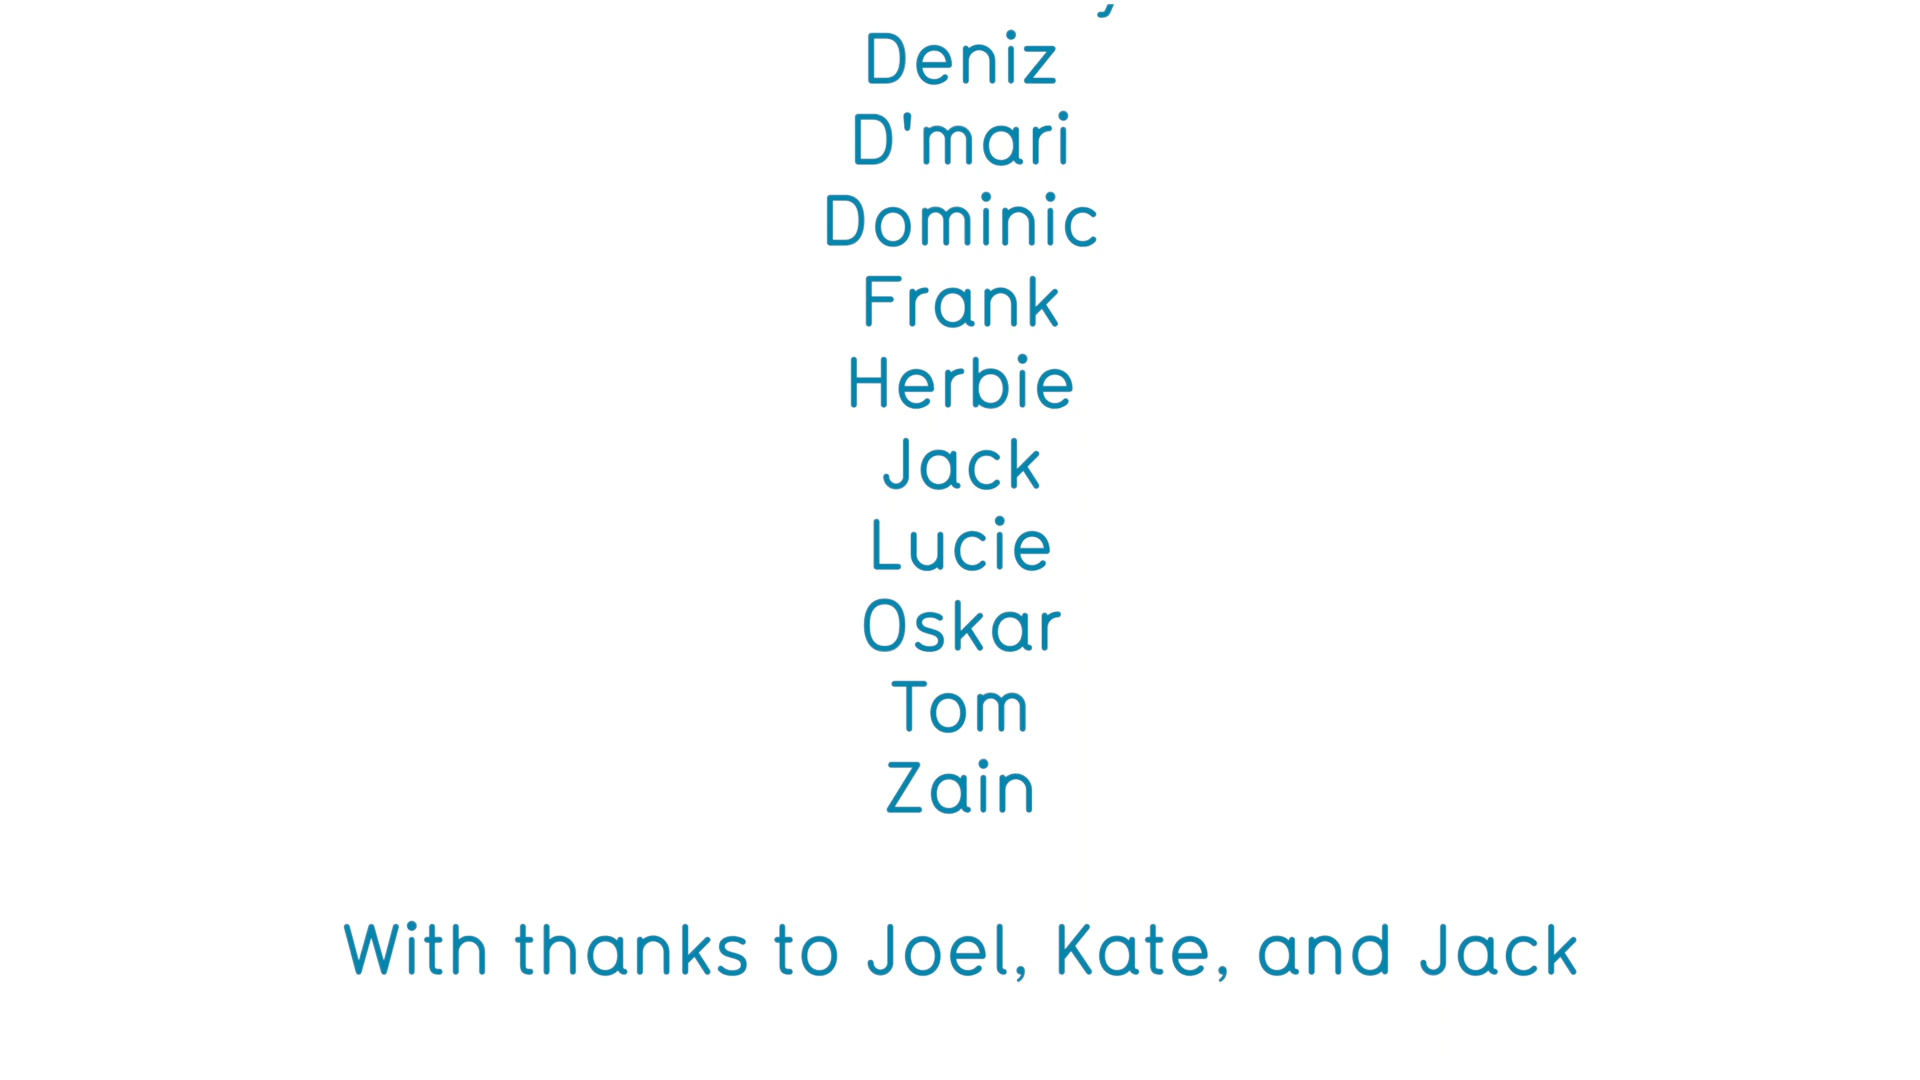 Deniz
D'mari
Dominic
Frank
Herbie
Jack
Lucie
Oskar
Tom
Zain
With thanks to Joel, Kate, and Jack